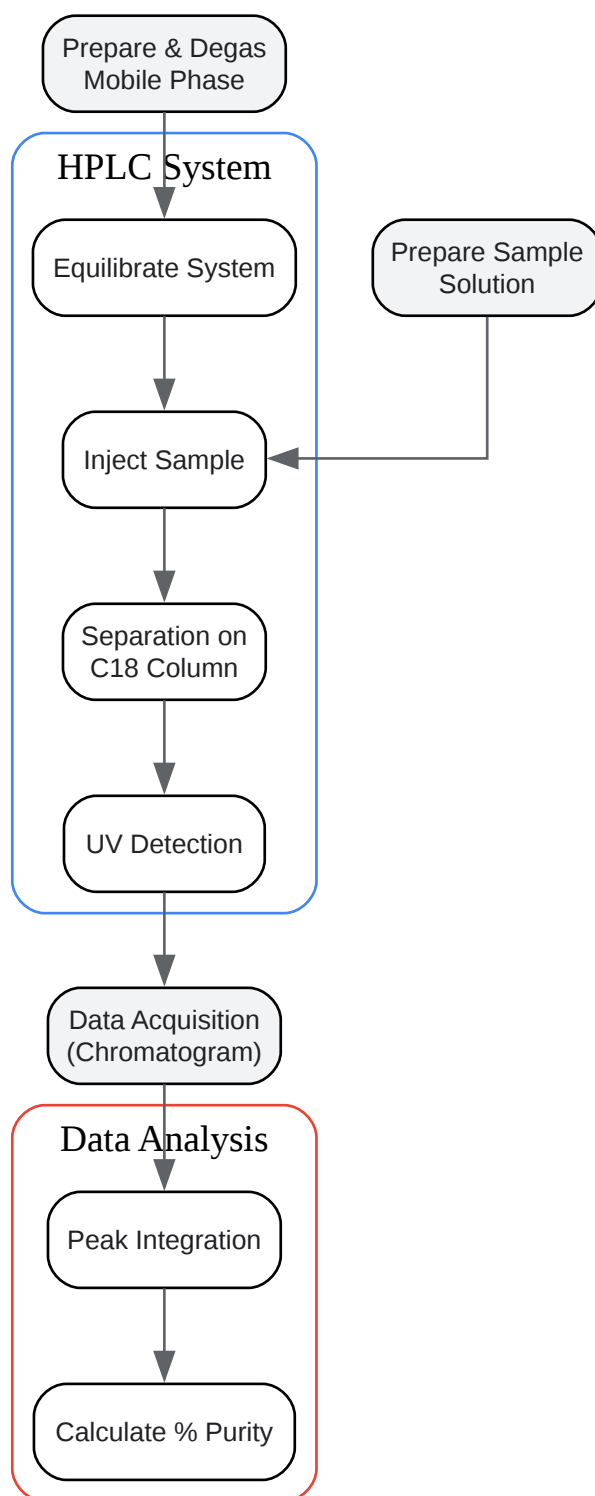 Prepare & Degas
Mobile Phase
HPLC System
Equilibrate System
Prepare Sample
Solution
Inject Sample
Separation on
C18 Column
UV Detection
Data Acquisition
(Chromatogram)
Data Analysis
Peak Integration
Calculate % Purity